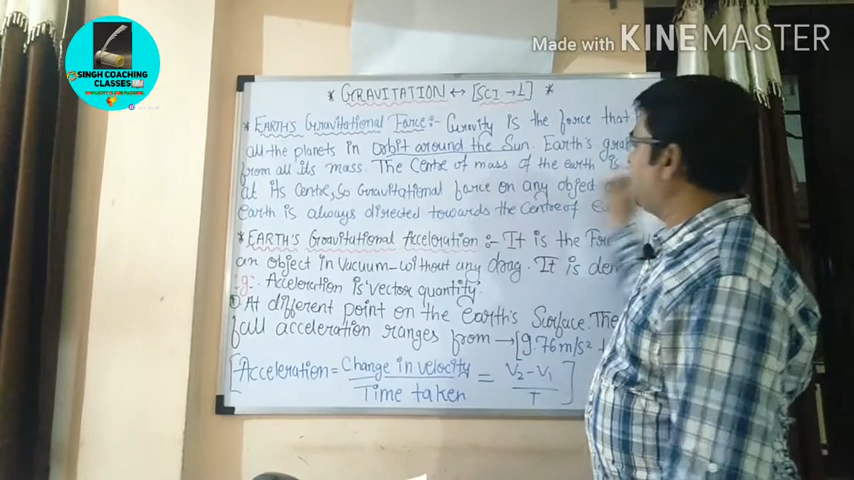 Made with KINEMASTER
SINGH COACHING
CLASSES
* GRAVITATION ↔ [SCI → L] *
* EARTH'S Gravitational Force:- Gravity is the force that
all the planets in orbit around the Sun. Earth's
from all its mass. The Centre of mass of the earth is
at its Centre, So Gravitational force on any object
earth is always directed towards the Centre of
* EARTH'S Gravitational Acceleration :- It is the Free
an object in Vacuum - without any drag. It is
'g'. Acceleration is vector quantity.
① At different point on the earth's Surface. The
fall acceleration ranges from → [9.76 m/s²
[Acceleration = Change in velocity / Time taken = V₂ - V₁ / T ]